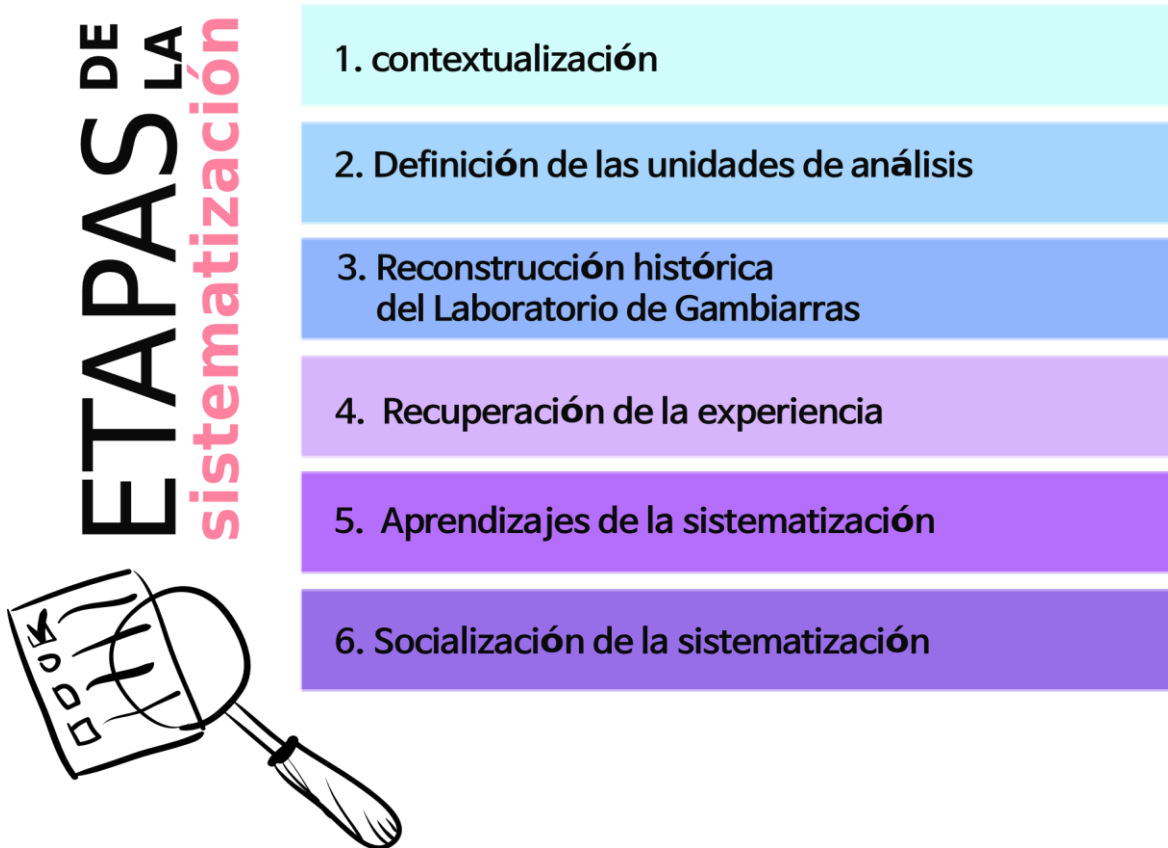 ETAPAS DE LA
sistematización
1. contextualización
2. Definición de las unidades de análisis
3. Reconstrucción histórica
del Laboratorio de Gambiarras
4. Recuperación de la experiencia
5. Aprendizajes de la sistematización
6. Socialización de la sistematización